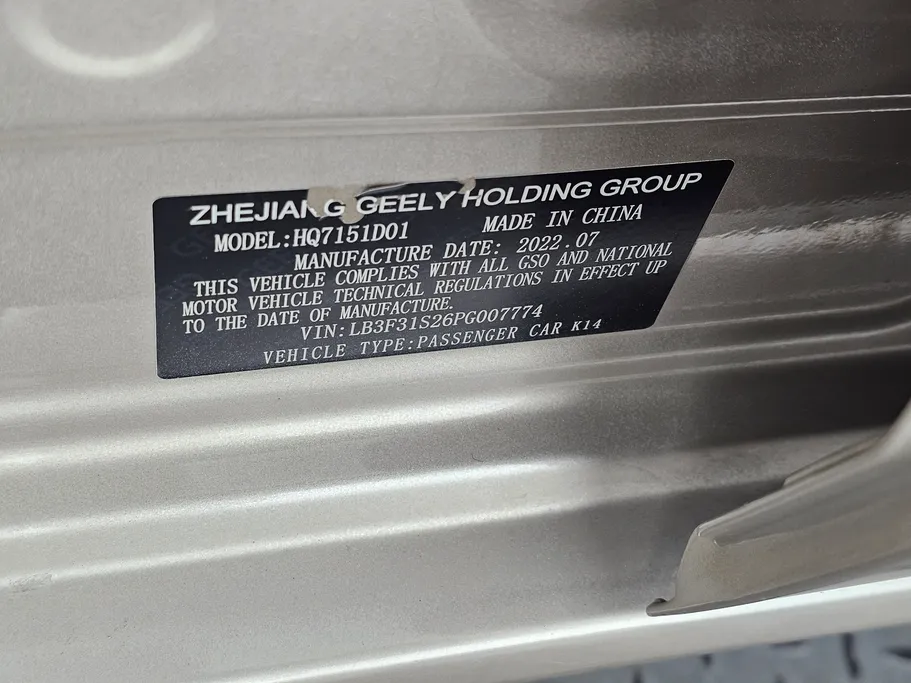 ZHEJIANG GEELY HOLDING GROUP
MODEL:HQ7151D01 MADE IN CHINA
MANUFACTURE DATE: 2022.07
THIS VEHICLE COMPLIES WITH ALL GSO AND NATIONAL
MOTOR VEHICLE TECHNICAL REGULATIONS IN EFFECT UP
TO THE DATE OF MANUFACTURE.
VIN:LB3F31S26PG007774
VEHICLE TYPE:PASSENGER CAR K14